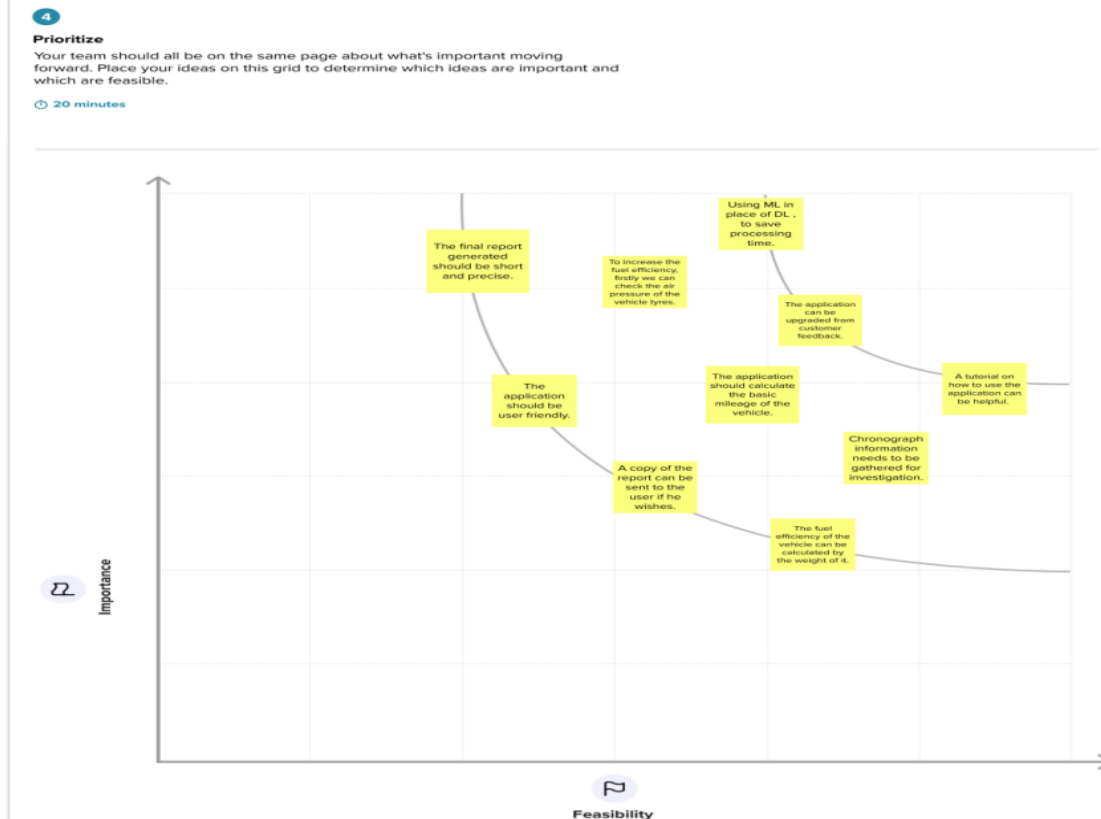 4
Prioritize
Your team should all be on the same page about what's important moving
forward. Place your ideas on this grid to determine which ideas are important and
which are feasible.
20 minutes
Using ML in
place of DL ,
to save
processing
time.
The final report
generated
should be short
and precise.
To increase the
fuel efficiency,
firstly we can
check the air
pressure of the
vehicle tyres.
The application
can be
upgraded from
customer
feedback.
The
application
should be
user friendly.
The application
should calculate
the basic
mileage of the
vehicle.
A tutorial on
how to use the
application can
be helpful.
Chronograph
information
needs to be
gathered for
investigation.
A copy of the
report can be
sent to the
user if he
wishes.
The fuel
efficiency of the
vehicle can be
calculated by
the weight of it.
Importance
Feasibility